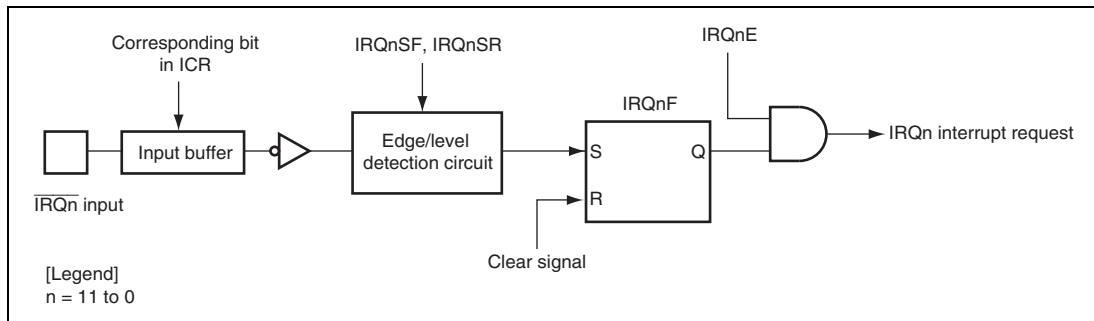 Corresponding bit
in ICR
IRQnSF, IRQnSR
IRQnE
IRQnF
Input buffer
Edge/level
detection circuit
S
Q
R
IRQn interrupt request
I̅R̅Q̅n̅ input
Clear signal
[Legend]
n = 11 to 0